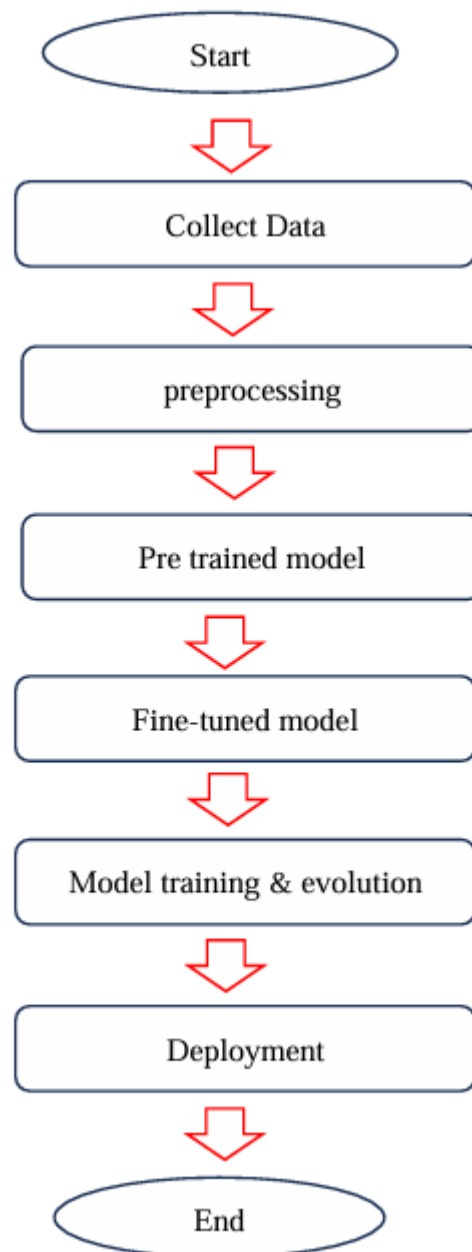 Start
Collect Data
preprocessing
Pre trained model
Fine-tuned model
Model training & evolution
Deployment
End